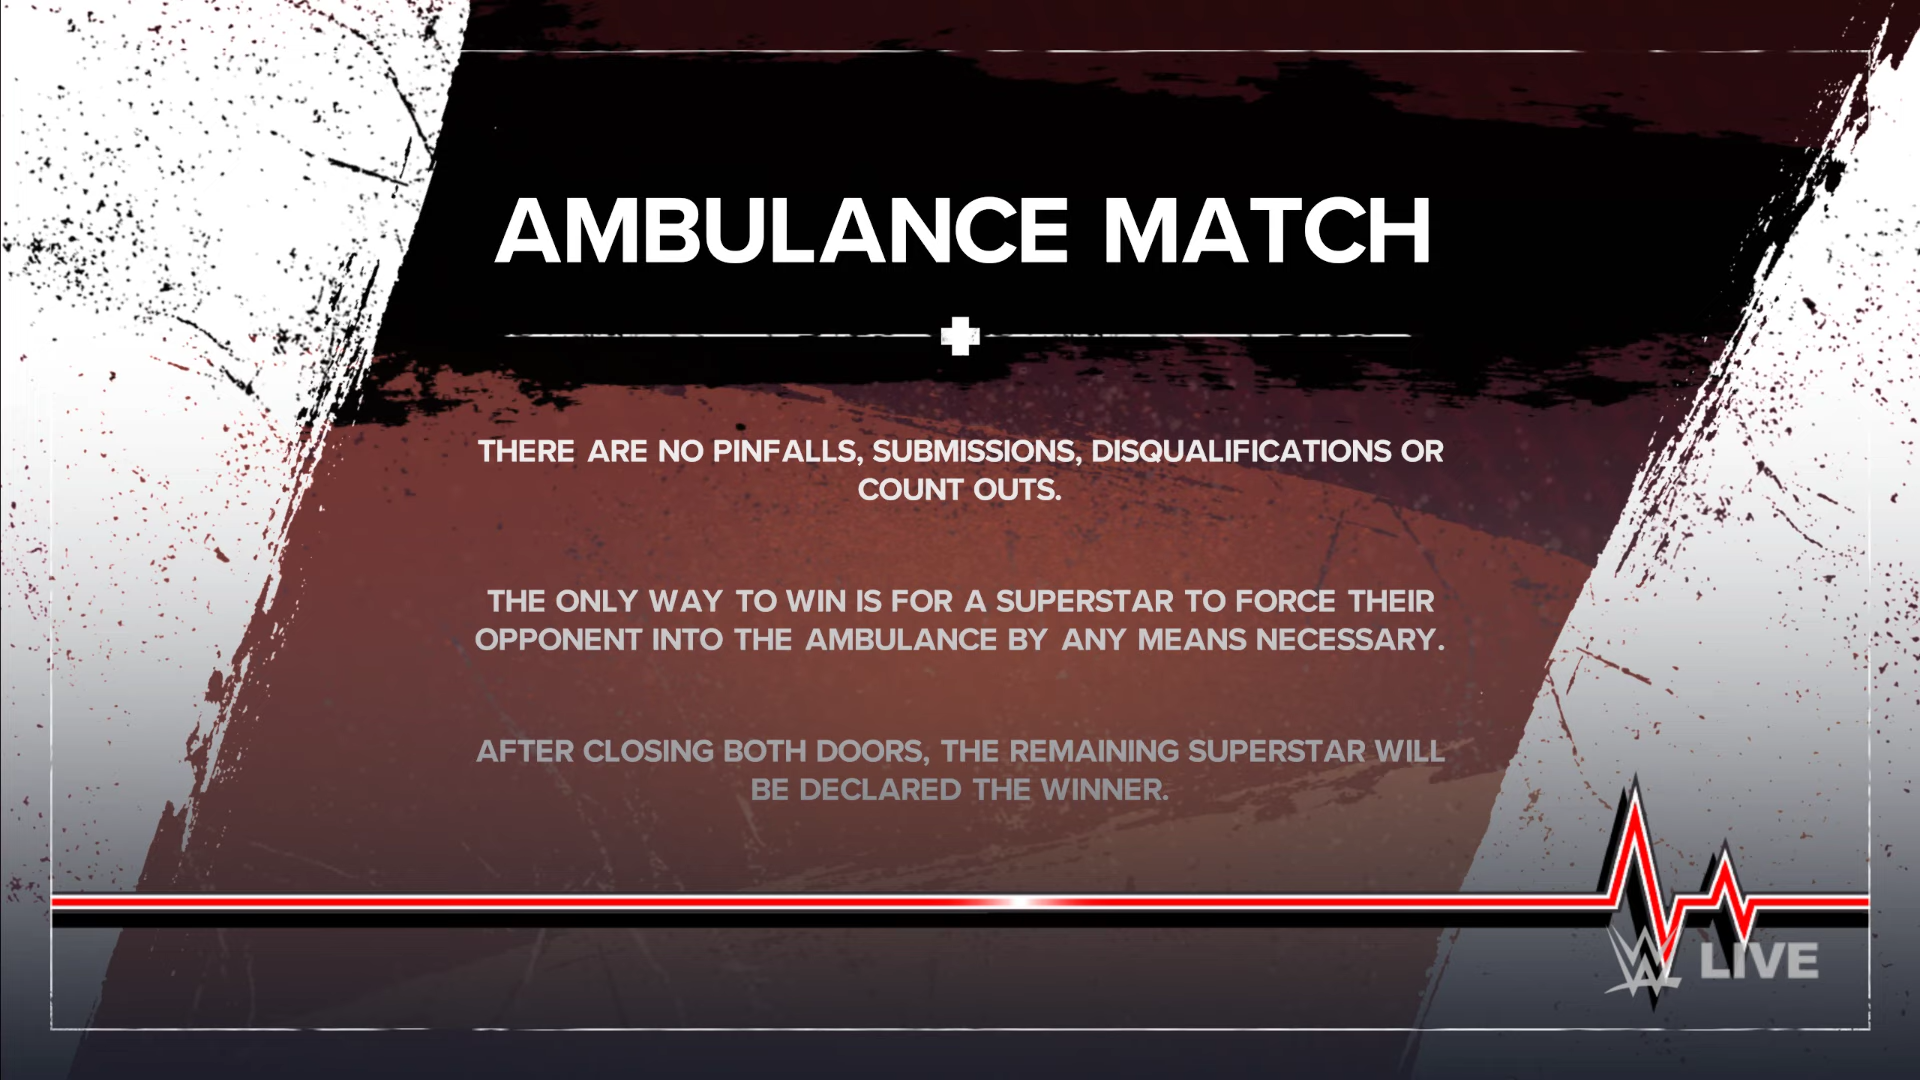 AMBULANCE MATCH
THERE ARE NO PINFALLS, SUBMISSIONS, DISQUALIFICATIONS OR
COUNT OUTS.
THE ONLY WAY TO WIN IS FOR A SUPERSTAR TO FORCE THEIR
OPPONENT INTO THE AMBULANCE BY ANY MEANS NECESSARY.
AFTER CLOSING BOTH DOORS, THE REMAINING SUPERSTAR WILL
BE DECLARED THE WINNER.
W LIVE